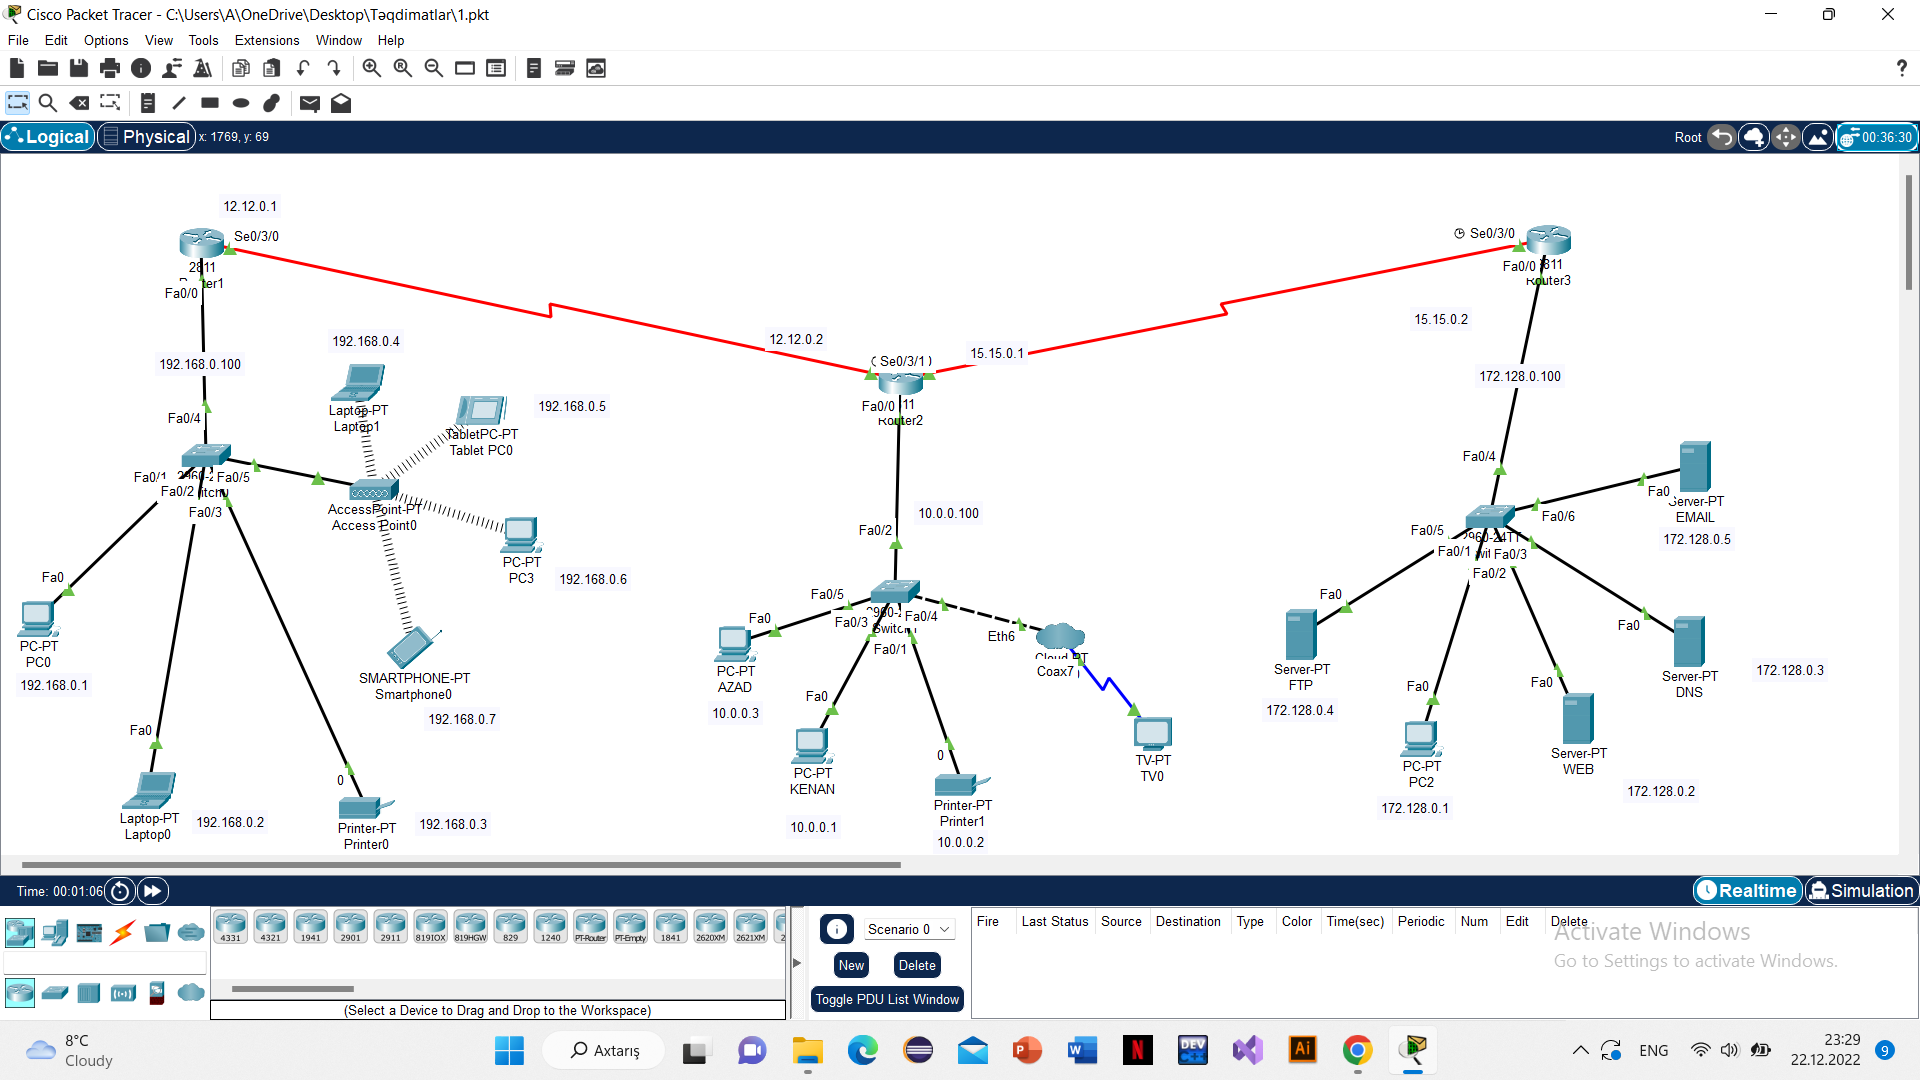 Cisco Packet Tracer - C:\Users\A\OneDrive\Desktop\Təqdimatlar\1.pkt
File Edit Options View Tools Extensions Window Help
Logical Physical x: 1769, y: 69
Root 00:36:30
12.12.0.1
Se0/3/0
2811
Fa0/0
192.168.0.100
Fa0/4
192.168.0.4
Laptop-PT
Laptop1
TabletPC-PT
Tablet PC0
192.168.0.5
Fa0/1
Fa0/5
Fa0/2
Fa0/3
AccessPoint-PT
Access Point0
PC-PT
PC3
192.168.0.6
Fa0
PC-PT
PC0
192.168.0.1
SMARTPHONE-PT
Smartphone0
192.168.0.7
Fa0
Laptop-PT
Laptop0
192.168.0.2
0
Printer-PT
Printer0
192.168.0.3
12.12.0.2
Se0/3/1
15.15.0.1
Fa0/0
11
Router2
10.0.0.100
Fa0/2
Fa0/5
Fa0/3
Fa0/4
Fa0/1
Eth6
Cloud-PT
Coax7
Fa0
PC-PT
AZAD
10.0.0.3
Fa0
PC-PT
KENAN
10.0.0.1
0
Printer-PT
Printer1
10.0.0.2
TV-PT
TV0
Se0/3/0
Fa0/0
811
Router3
15.15.0.2
172.128.0.100
Fa0/4
Fa0/5
Fa0/6
2960-24TT
Fa0/1
Fa0/3
Fa0/2
Fa0
Server-PT
EMAIL
172.128.0.5
Fa0
Server-PT
FTP
172.128.0.4
Fa0
PC-PT
PC2
172.128.0.1
Fa0
Server-PT
WEB
172.128.0.2
Fa0
Server-PT
DNS
172.128.0.3
Time: 00:01:06
Realtime Simulation
4331 4321 1941 2901 2911 819IOX 819HGW 829 1240 PT-Router PT-Empty 1841 2620XM 2621XM 2
(Select a Device to Drag and Drop to the Workspace)
Scenario 0
New Delete
Toggle PDU List Window
Fire Last Status Source Destination Type Color Time(sec) Periodic Num Edit Delete
Activate Windows
Go to Settings to activate Windows.
8°C
Cloudy
Axtarış
ENG
23:29
22.12.2022
9